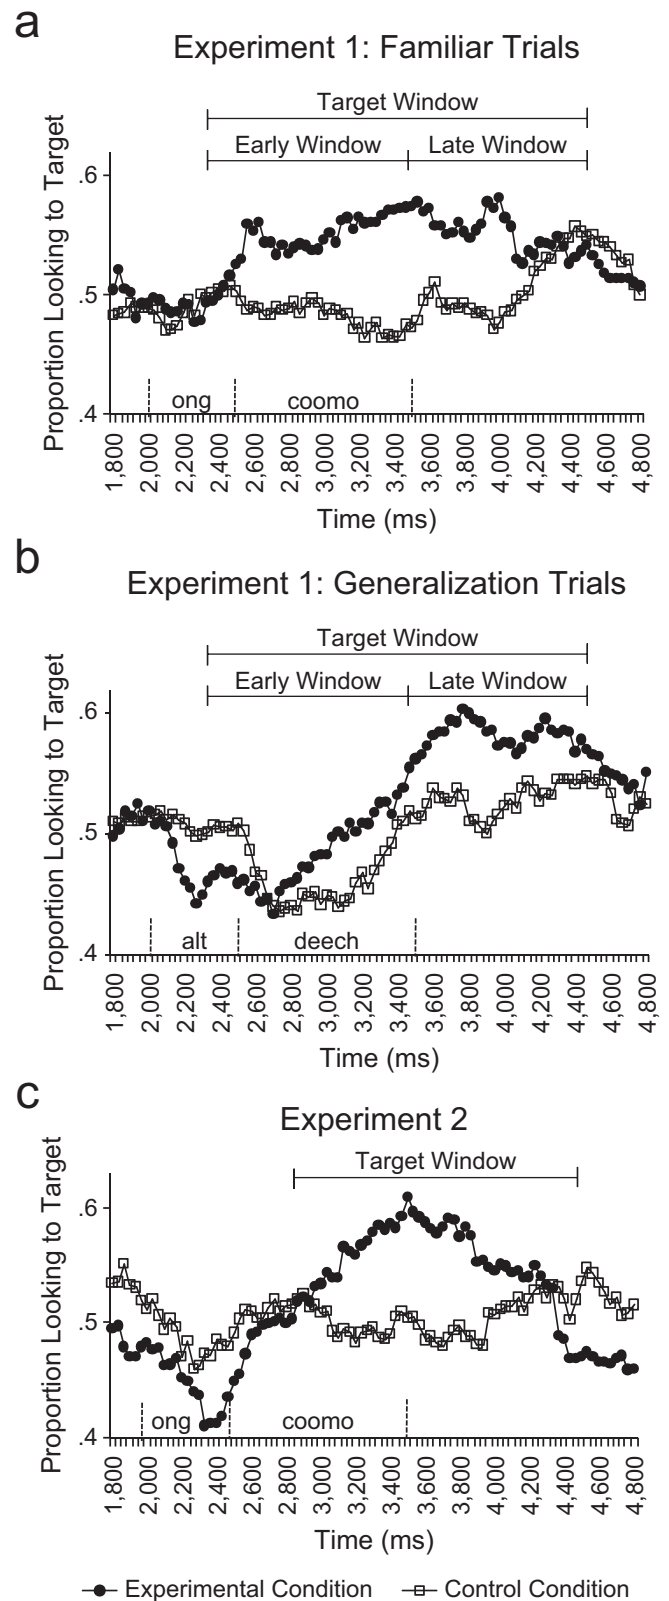 a
Experiment 1: Familiar Trials
Target Window
Early Window Late Window
Proportion Looking to Target
.6
.5
.4
ong coomo
1,800 2,000 2,200 2,400 2,600 2,800 3,000 3,200 3,400 3,600 3,800 4,000 4,200 4,400 4,600 4,800
Time (ms)
b
Experiment 1: Generalization Trials
Target Window
Early Window Late Window
Proportion Looking to Target
.6
.5
.4
alt deech
1,800 2,000 2,200 2,400 2,600 2,800 3,000 3,200 3,400 3,600 3,800 4,000 4,200 4,400 4,600 4,800
Time (ms)
c
Experiment 2
Target Window
Proportion Looking to Target
.6
.5
.4
ong coomo
1,800 2,000 2,200 2,400 2,600 2,800 3,000 3,200 3,400 3,600 3,800 4,000 4,200 4,400 4,600 4,800
Time (ms)
Experimental Condition Control Condition